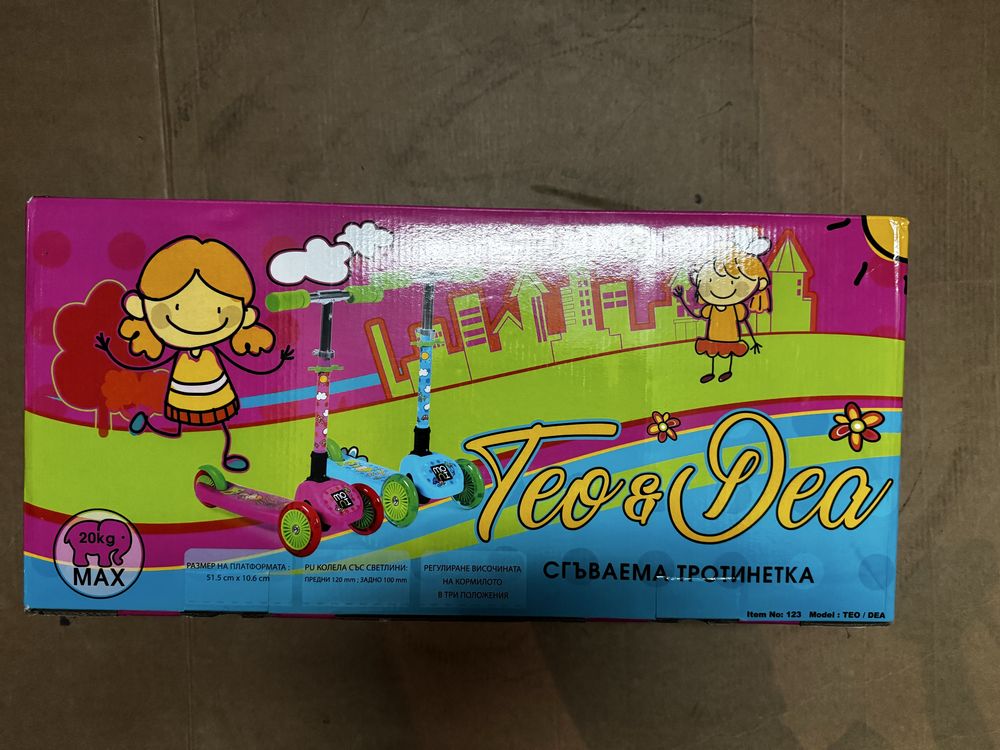 Teo & Dea
СГЪВАЕМА ТРОТИНЕТКА
20kg
MAX
РАЗМЕР НА ПЛАТФОРМАТА :
51.5 cm x 10.6 cm
PU КОЛЕЛА СЪС СВЕТЛИНИ:
ПРЕДНИ 120 mm ; ЗАДНО 100 mm
РЕГУЛИРАНЕ ВИСОЧИНАТА
НА КОРМИЛОТО
В ТРИ ПОЛОЖЕНИЯ
Item No: 123 Model : TEO / DEA